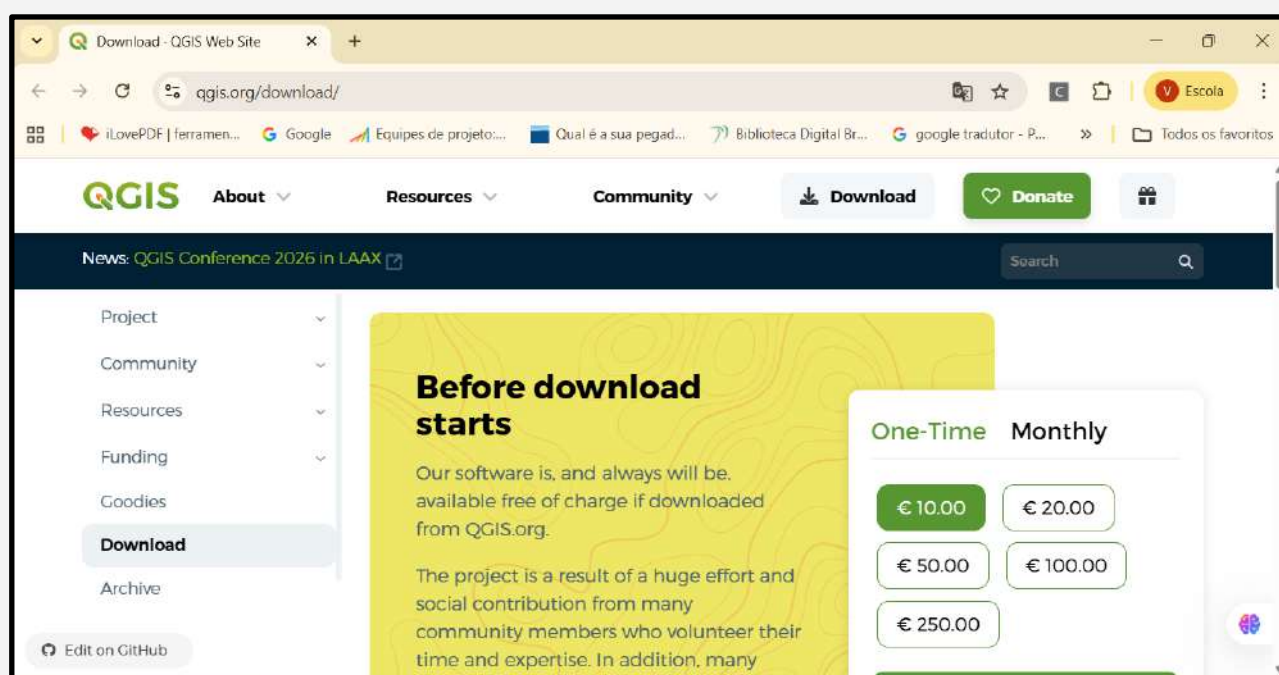 Download - QGIS Web Site
qgis.org/download/
V Escola
iLovePDF | ferramen... Google Equipes de projeto:... Qual é a sua pegad... Biblioteca Digital Br... google tradutor - P... » Todos os favoritos
QGIS About Resources Community Download Donate
News: QGIS Conference 2026 in LAAX Search
Project
Community
Resources
Funding
Goodies
Download
Archive
Edit on GitHub
Before download
starts
Our software is, and always will be,
available free of charge if downloaded
from QGIS.org.
The project is a result of a huge effort and
social contribution from many
community members who volunteer their
time and expertise. In addition, many
One-Time Monthly
€ 10.00 € 20.00
€ 50.00 € 100.00
€ 250.00